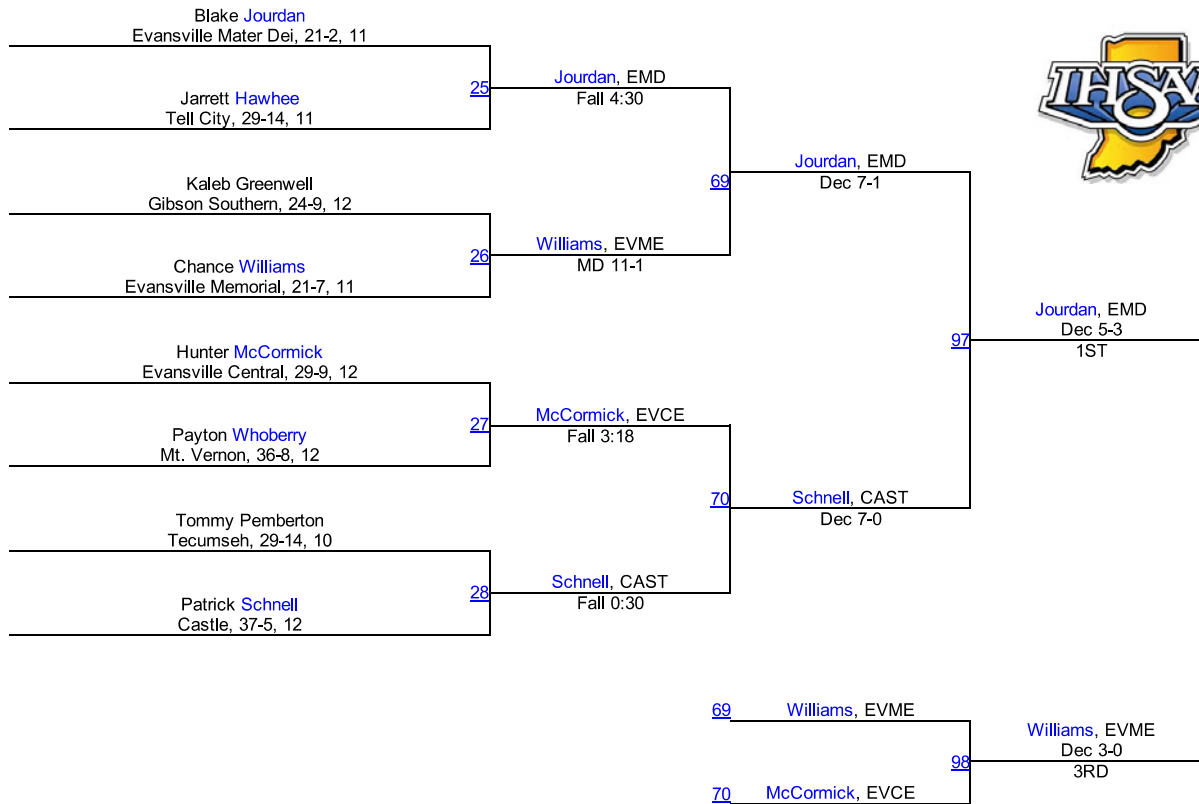 Blake Jourdan
Evansville Mater Dei, 21-2, 11
Jarrett Hawhee
Tell City, 29-14, 11
25
Jourdan, EMD
Fall 4:30
Kaleb Greenwell
Gibson Southern, 24-9, 12
Chance Williams
Evansville Memorial, 21-7, 11
26
Williams, EVME
MD 11-1
69
Jourdan, EMD
Dec 7-1
Hunter McCormick
Evansville Central, 29-9, 12
Payton Whoberry
Mt. Vernon, 36-8, 12
27
McCormick, EVCE
Fall 3:18
Tommy Pemberton
Tecumseh, 29-14, 10
Patrick Schnell
Castle, 37-5, 12
28
Schnell, CAST
Fall 0:30
70
Schnell, CAST
Dec 7-0
97
Jourdan, EMD
Dec 5-3
1ST
IHSAA
69
Williams, EVME
70
McCormick, EVCE
98
Williams, EVME
Dec 3-0
3RD